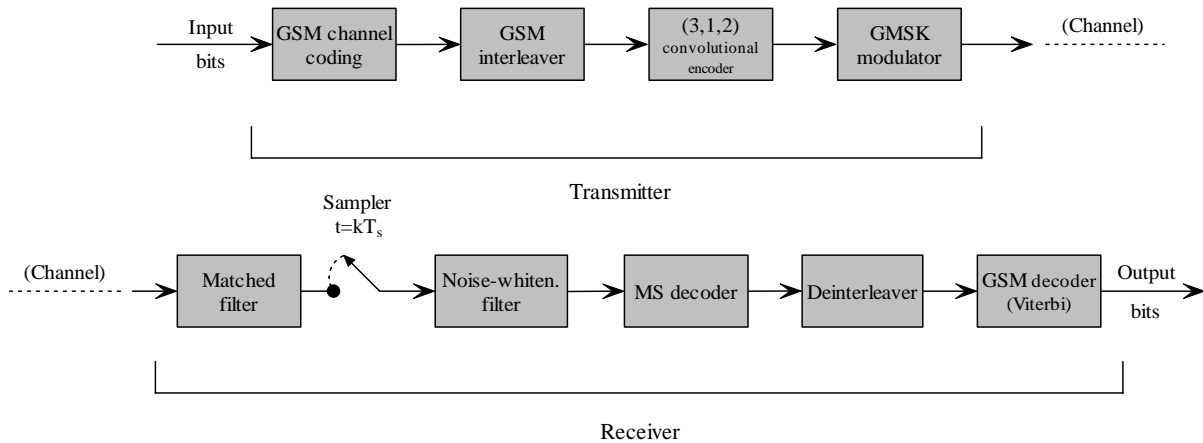 Input
bits
GSM channel
coding
GSM
interleaver
(3,1,2)
convolutional
encoder
GMSK
modulator
(Channel)
Transmitter
Sampler
t=kTs
(Channel)
Matched
filter
Noise-whiten.
filter
MS decoder
Deinterleaver
GSM decoder
(Viterbi)
Output
bits
Receiver